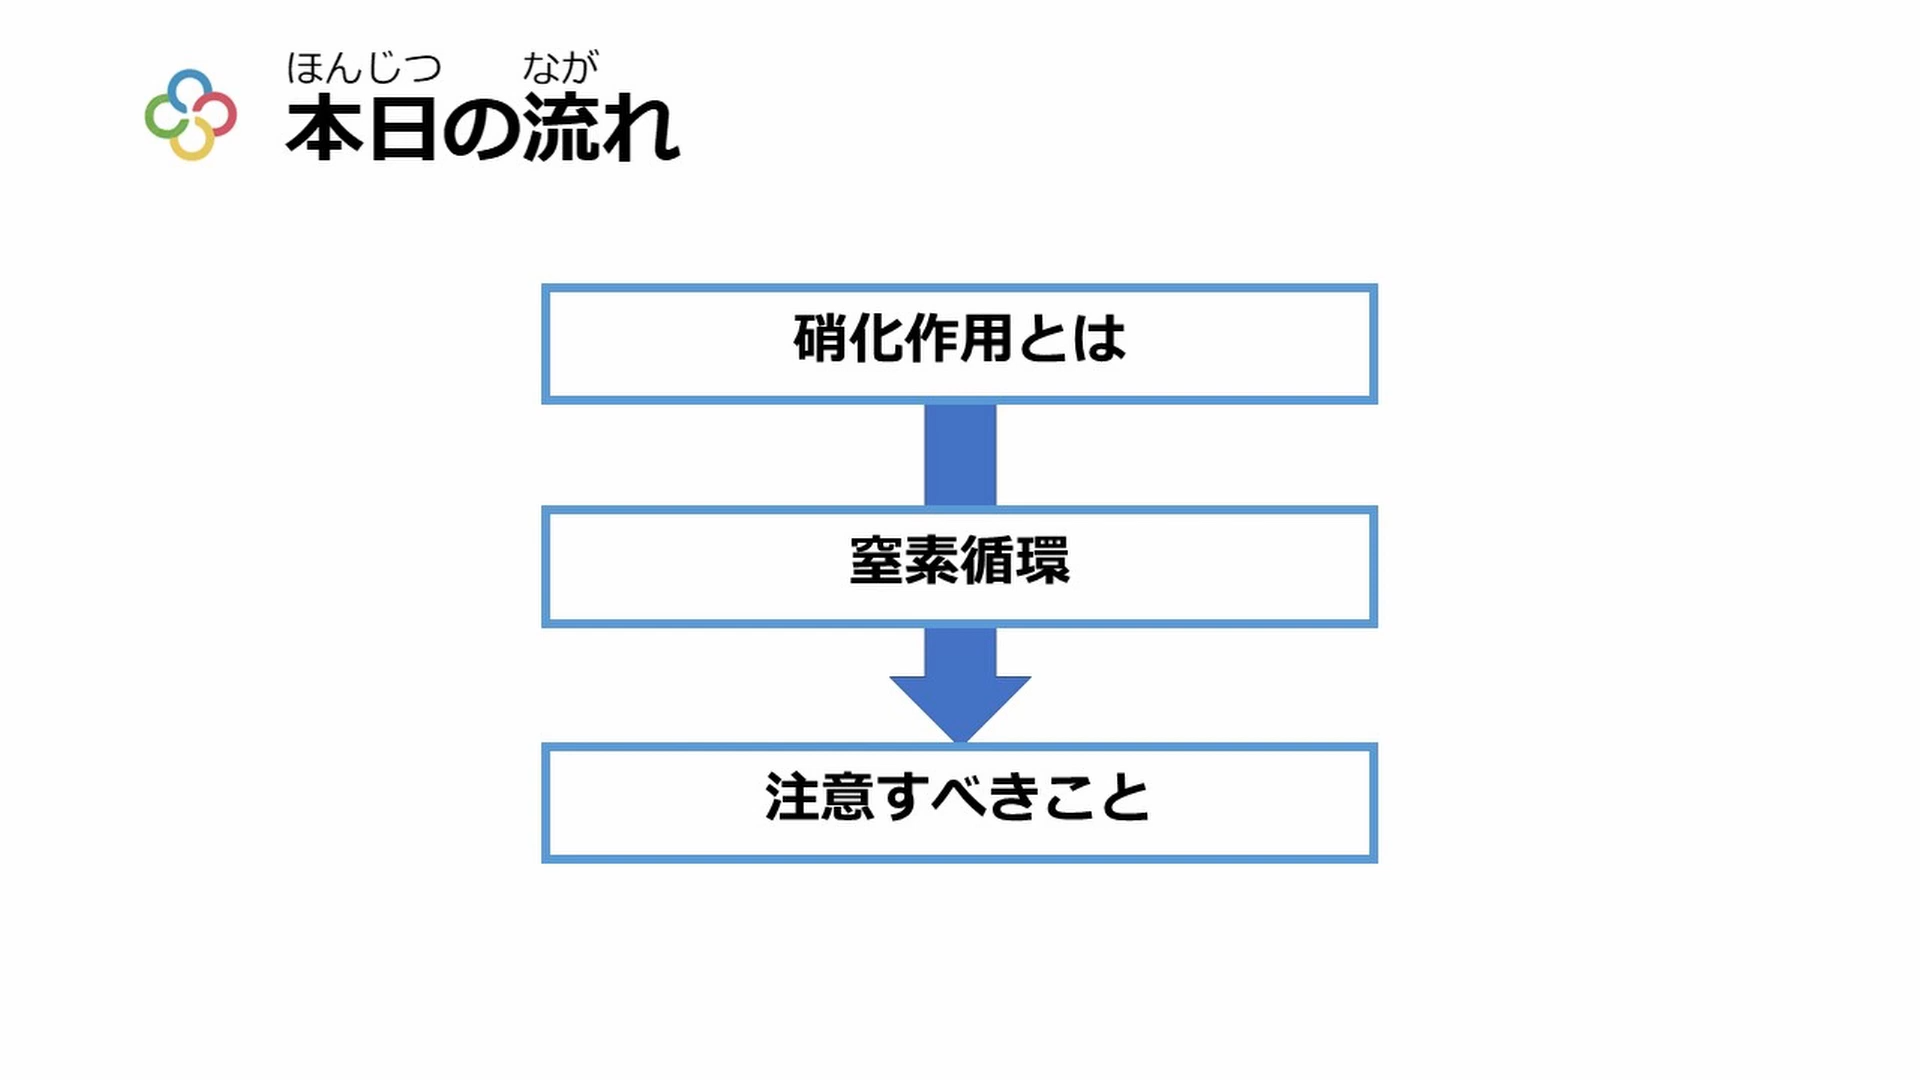 ほんじつ なが
本日の流れ
硝化作用とは
窒素循環
注意すべきこと